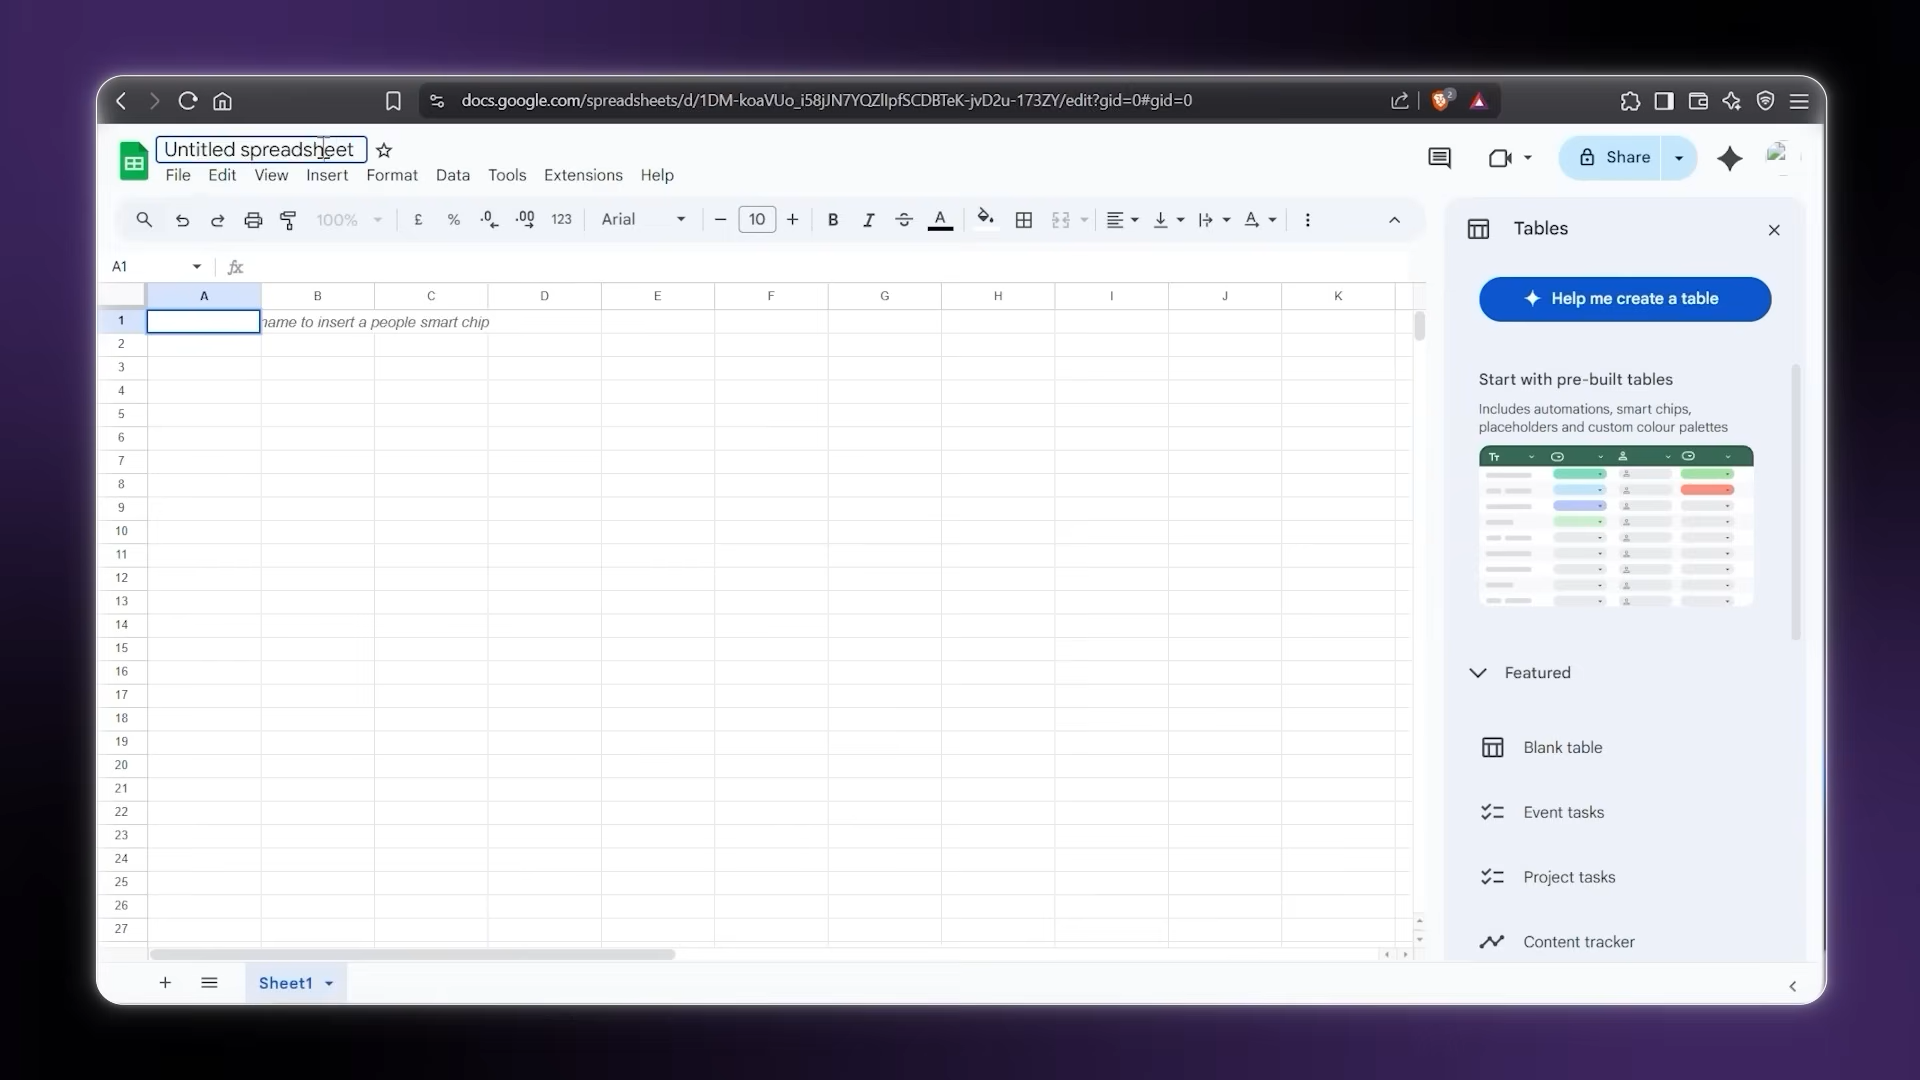 docs.google.com/spreadsheets/d/1DM-koaVUo_i58jJN7YQZlIpfSCDBTeK-jvD2u-173ZY/edit?gid=0#gid=0
2
Untitled spreadsheet
File Edit View Insert Format Data Tools Extensions Help
Share
100% £ % .0 .00 123 Arial 10 B I S A A
A1 fx
A B C D E F G H I J K
1 name to insert a people smart chip
2
3
4
5
6
7
8
9
10
11
12
13
14
15
16
17
18
19
20
21
22
23
24
25
26
27
Sheet1
Tables
Help me create a table
Start with pre-built tables
Includes automations, smart chips,
placeholders and custom colour palettes
Tт
Featured
Blank table
Event tasks
Project tasks
Content tracker